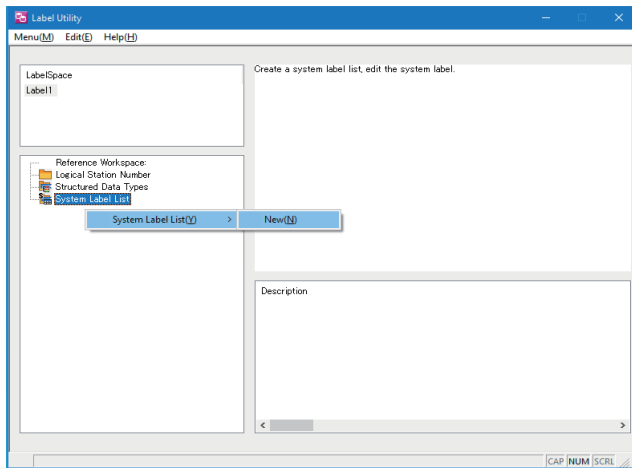 Label Utility
Menu(M) Edit(E) Help(H)
LabelSpace
Label1
Create a system label list, edit the system label.
Reference Workspace:
Logical Station Number
Structured Data Types
System Label List
System Label List(Y) > New(N)
Description
CAP NUM SCRL